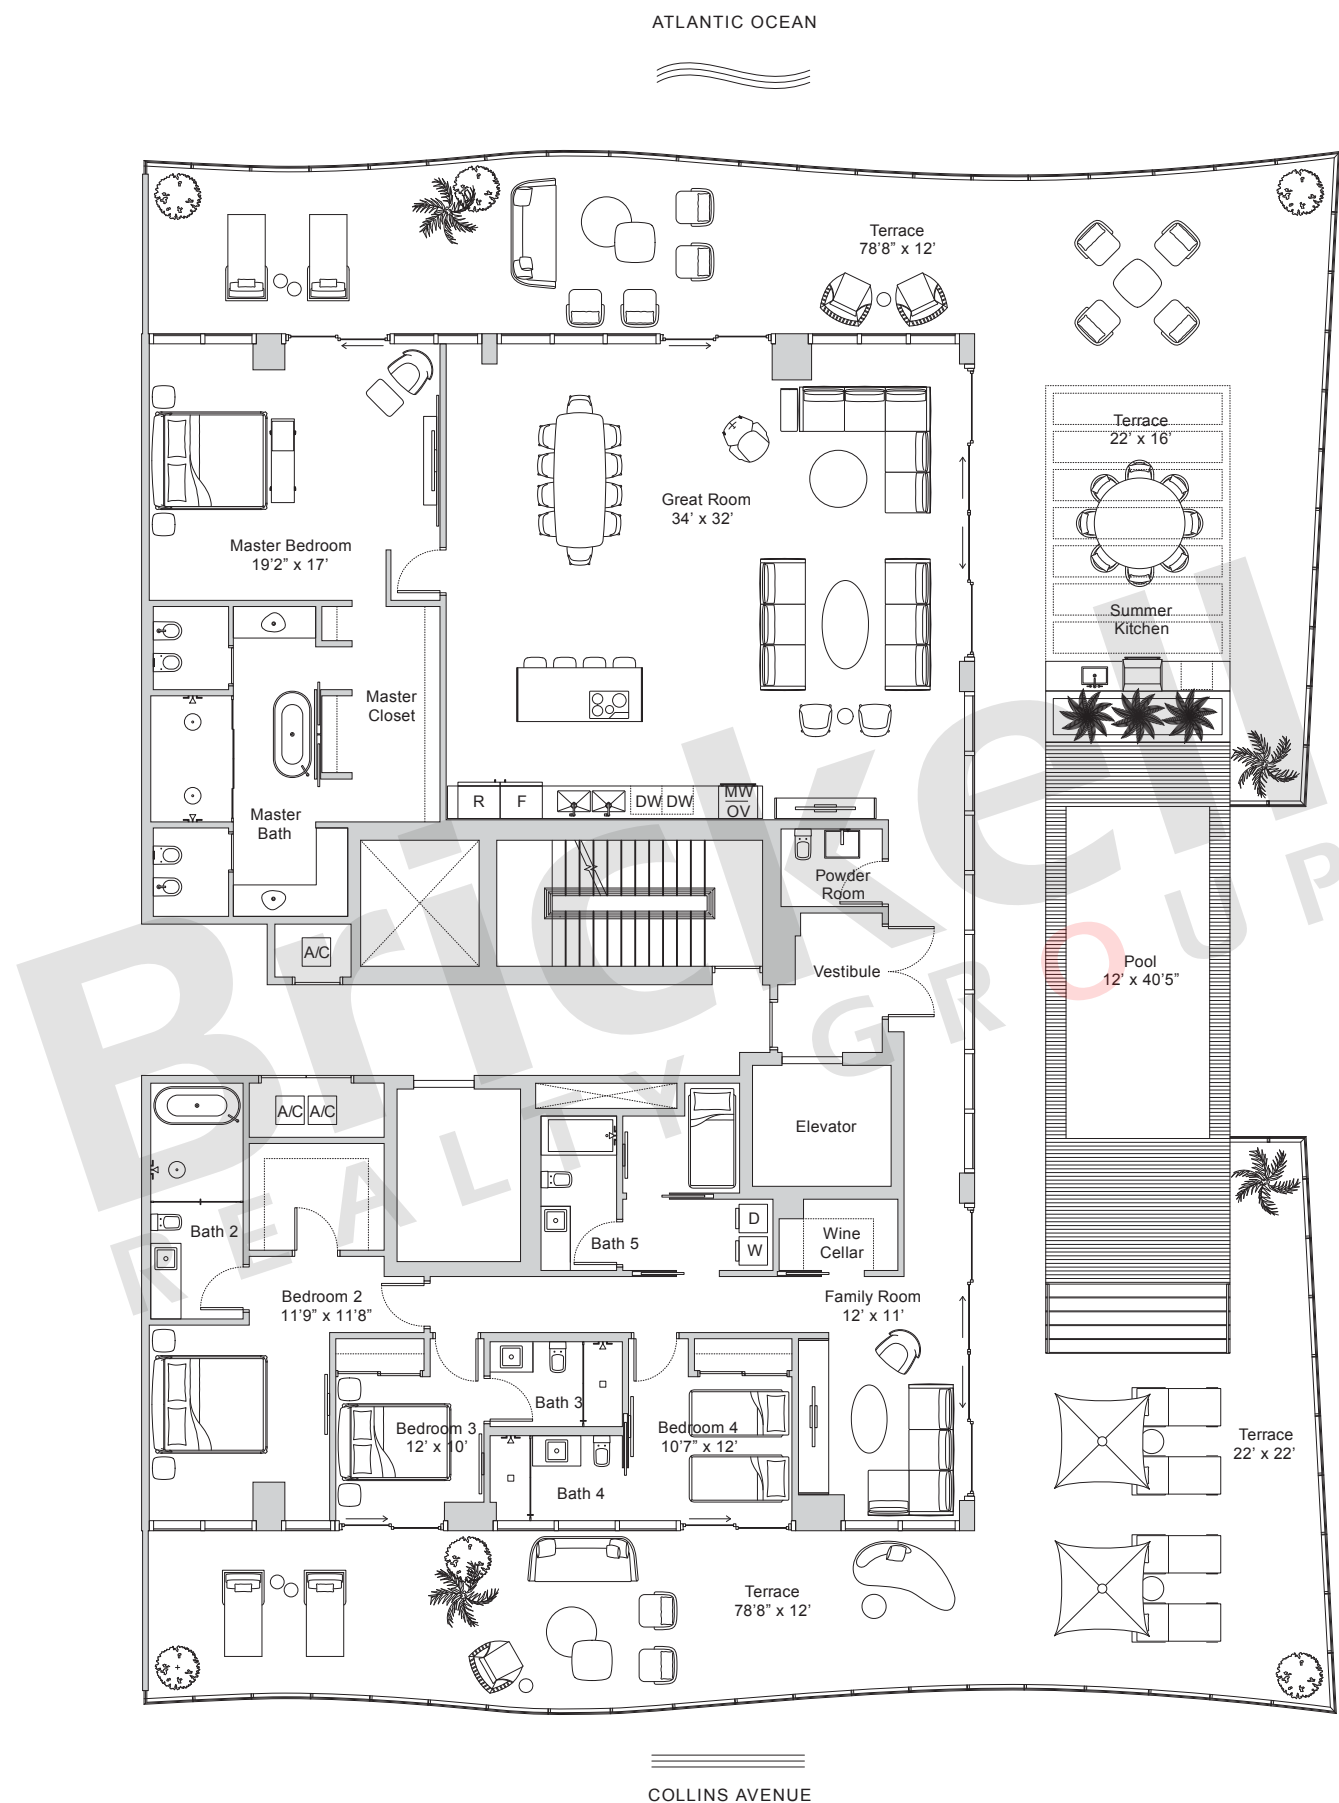 ATLANTIC OCEAN
Terrace
78’8” x 12’
Terrace
22’ x 16’
Great Room
34’ x 32’
Master Bedroom
19’2” x 17’
Summer
Kitchen
Master
Closet
R F DW DW MW
OV
Master
Bath
Powder
Room
A/C
Vestibule
Pool
12’ x 40’5”
Brickell
REALTY GROUP
A/C A/C
Elevator
Bath 2
Bath 5
D
W
Wine
Cellar
Bedroom 2
11’9” x 11’8”
Family Room
12’ x 11’
Bath 3
Bedroom 3
12’ x 10’
Bedroom 4
10’7” x 12’
Terrace
22’ x 22’
Bath 4
Terrace
78’8” x 12’
COLLINS AVENUE